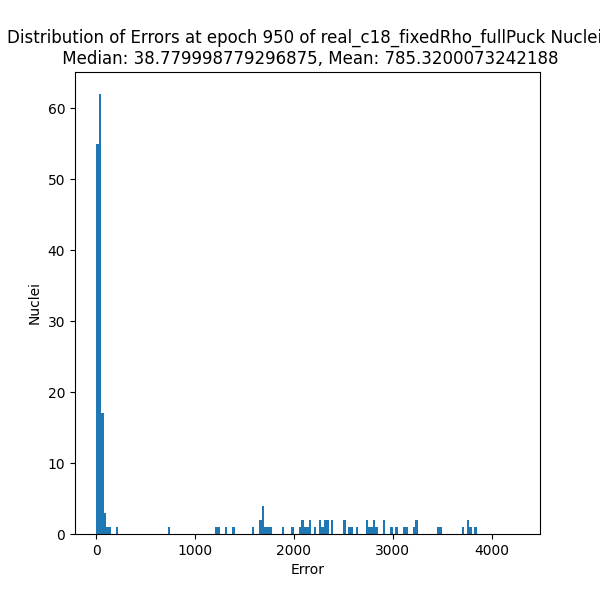 Distribution of Errors at epoch 950 of real_c18_fixedRho_fullPuck Nuclei
Median: 38.779998779296875, Mean: 785.3200073242188
60
50
40
30
20
10
0
Nuclei
0 1000 2000 3000 4000
Error